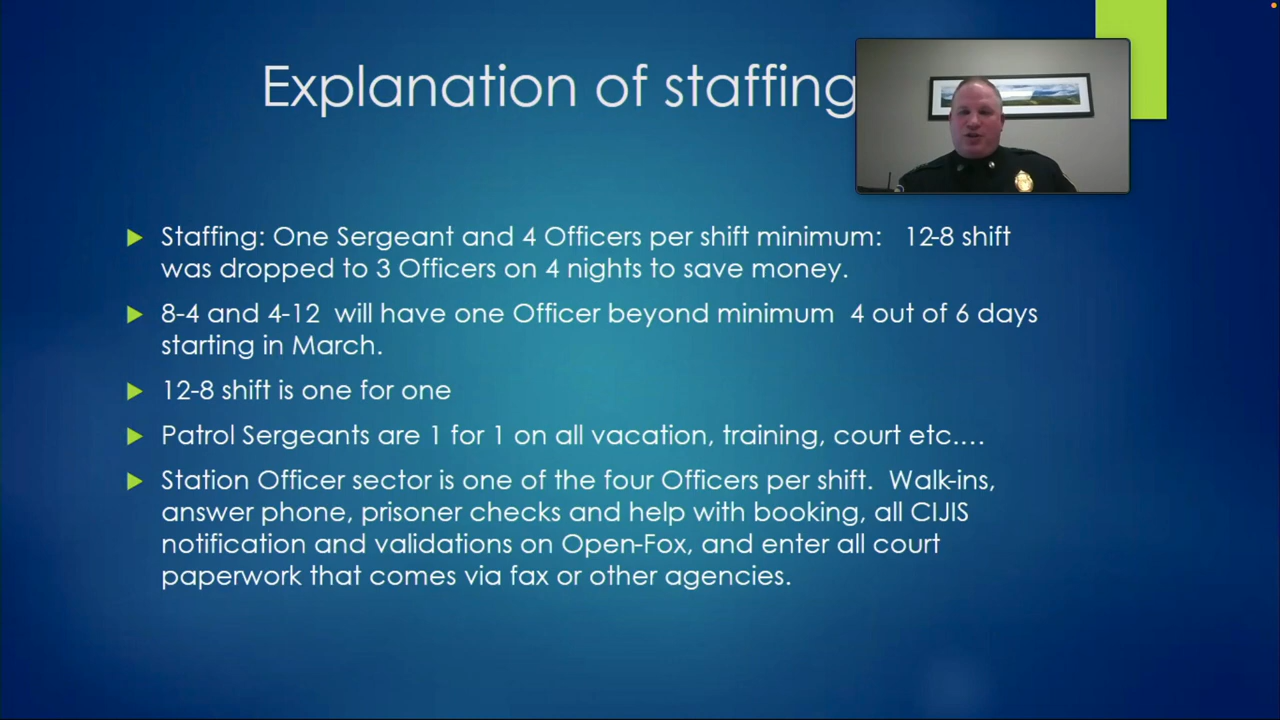 Explanation of staffing
Staffing: One Sergeant and 4 Officers per shift minimum: 12-8 shift
was dropped to 3 Officers on 4 nights to save money.
8-4 and 4-12 will have one Officer beyond minimum 4 out of 6 days
starting in March.
12-8 shift is one for one
Patrol Sergeants are 1 for 1 on all vacation, training, court etc....
Station Officer sector is one of the four Officers per shift. Walk-ins,
answer phone, prisoner checks and help with booking, all CIJIS
notification and validations on Open-Fox, and enter all court
paperwork that comes via fax or other agencies.